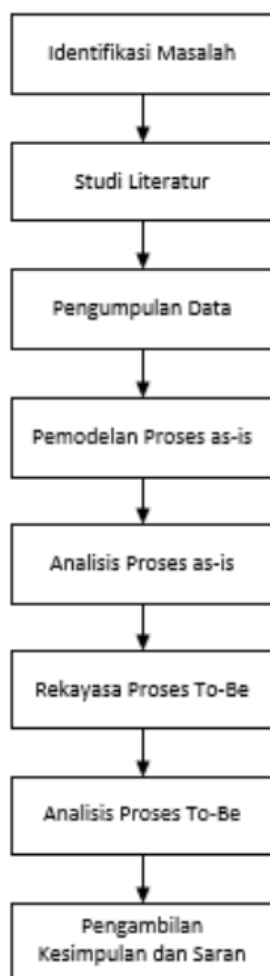 Identifikasi Masalah
Studi Literatur
Pengumpulan Data
Pemodelan Proses as-is
Analisis Proses as-is
Rekayasa Proses To-Be
Analisis Proses To-Be
Pengambilan
Kesimpulan dan Saran